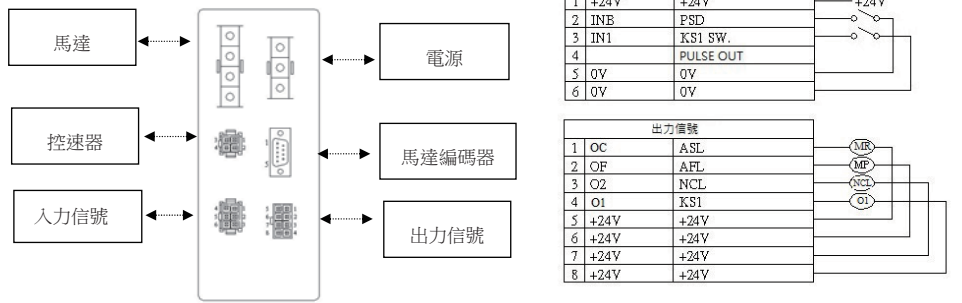 馬達
電源
控速器
馬達編碼器
入力信號
出力信號
1 +24V +24V +24V
2 INB PSD
3 IN1 KS1 SW.
4 PULSE OUT
5 0V 0V
6 0V 0V
出力信號
1 OC ASL MR
2 OF AFL MP
3 O2 NCL NCL
4 O1 KS1 O1
5 +24V +24V
6 +24V +24V
7 +24V +24V
8 +24V +24V